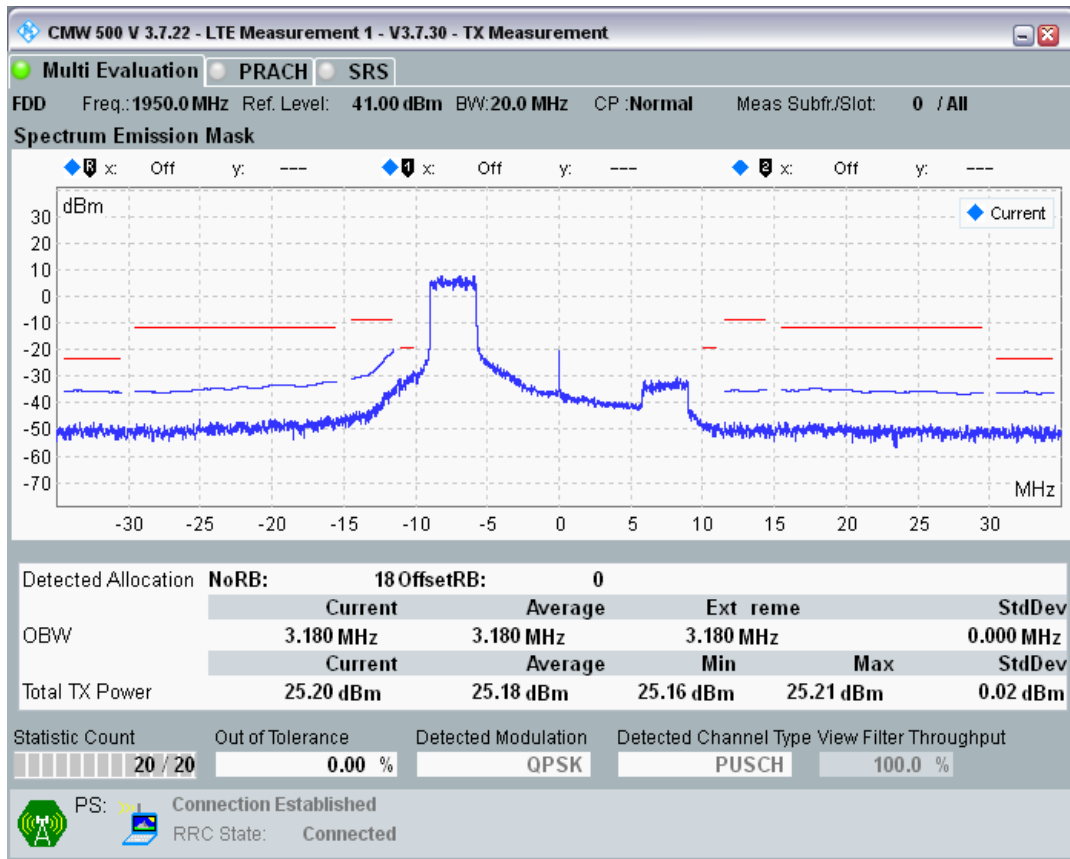 CMW 500 V 3.7.22 - LTE Measurement 1 - V3.7.30 - TX Measurement
Multi Evaluation PRACH SRS
FDD Freq.:1950.0 MHz Ref. Level: 41.00 dBm BW:20.0 MHz CP :Normal Meas Subfr./Slot: 0 / All
Spectrum Emission Mask
R x: Off y: --- 1 x: Off y: --- 2 x: Off y: ---
dBm
Current
30
20
10
0
-10
-20
-30
-40
-50
-60
-70
MHz
-30 -25 -20 -15 -10 -5 0 5 10 15 20 25 30
Detected Allocation NoRB: 18 OffsetRB: 0
Current Average Ext reme StdDev
OBW 3.180 MHz 3.180 MHz 3.180 MHz 0.000 MHz
Current Average Min Max StdDev
Total TX Power 25.20 dBm 25.18 dBm 25.16 dBm 25.21 dBm 0.02 dBm
Statistic Count Out of Tolerance Detected Modulation Detected Channel Type View Filter Throughput
20 / 20 0.00 % QPSK PUSCH 100.0 %
PS: Connection Established
RRC State: Connected